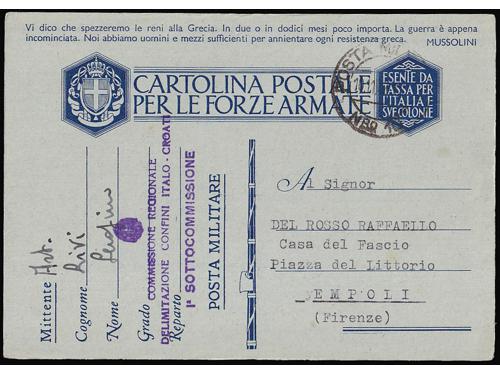 Vi dico che spezzeremo le reni alla Grecia. In due o in dodici mesi poco importa. La guerra è appena
incominciata. Noi abbiamo uomini e mezzi sufficienti per annientare ogni resistenza greca. MUSSOLINI
CARTOLINA POSTALE
PER LE FORZE ARMATE
ESENTE DA
TASSA PER
L'ITALIA E
SVE COLONIE
POSTA
Mittente
Cognome Rivi
Nome
Grado
Reparto
COMMISSIONE REGIONALE
DELIMITAZIONE CONFINI ITALO-CROATI
1ª SOTTOCOMMISSIONE
POSTA MILITARE
Al Signor
DEL ROSSO RAFFAELLO
Casa del Fascio
Piazza del Littorio
EMPOLI
(Firenze)